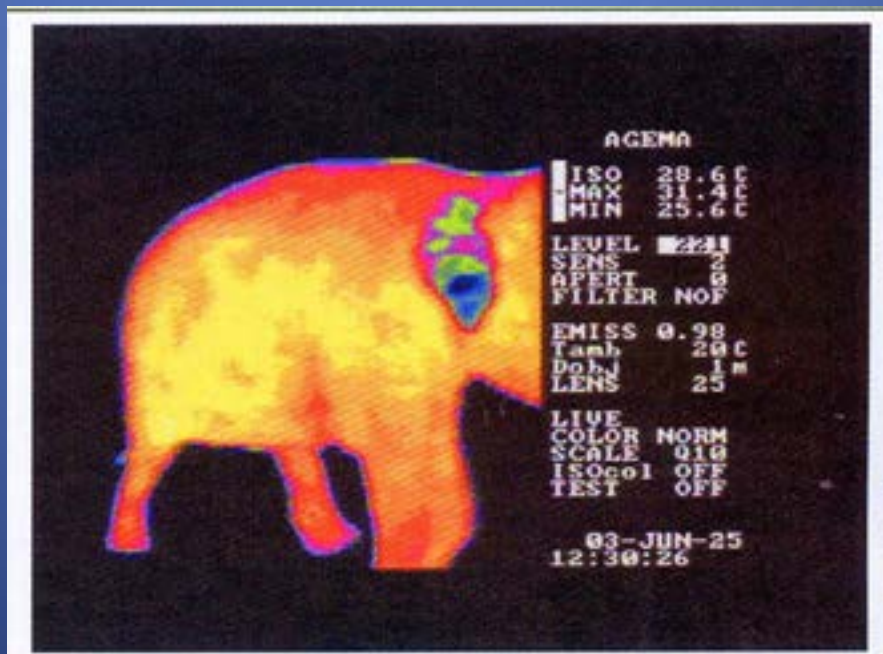 AGEMA
ISO 28.6 C
MAX 31.4 C
MIN 25.6 C
LEVEL 221
SENS 2
APERT 0
FILTER NOF
EMISS 0.98
Tamb 20 C
Dobj 1 m
LENS 25
LIVE
COLOR NORM
SCALE Q10
ISOcol OFF
TEST OFF
03-JUN-25
12:30:26